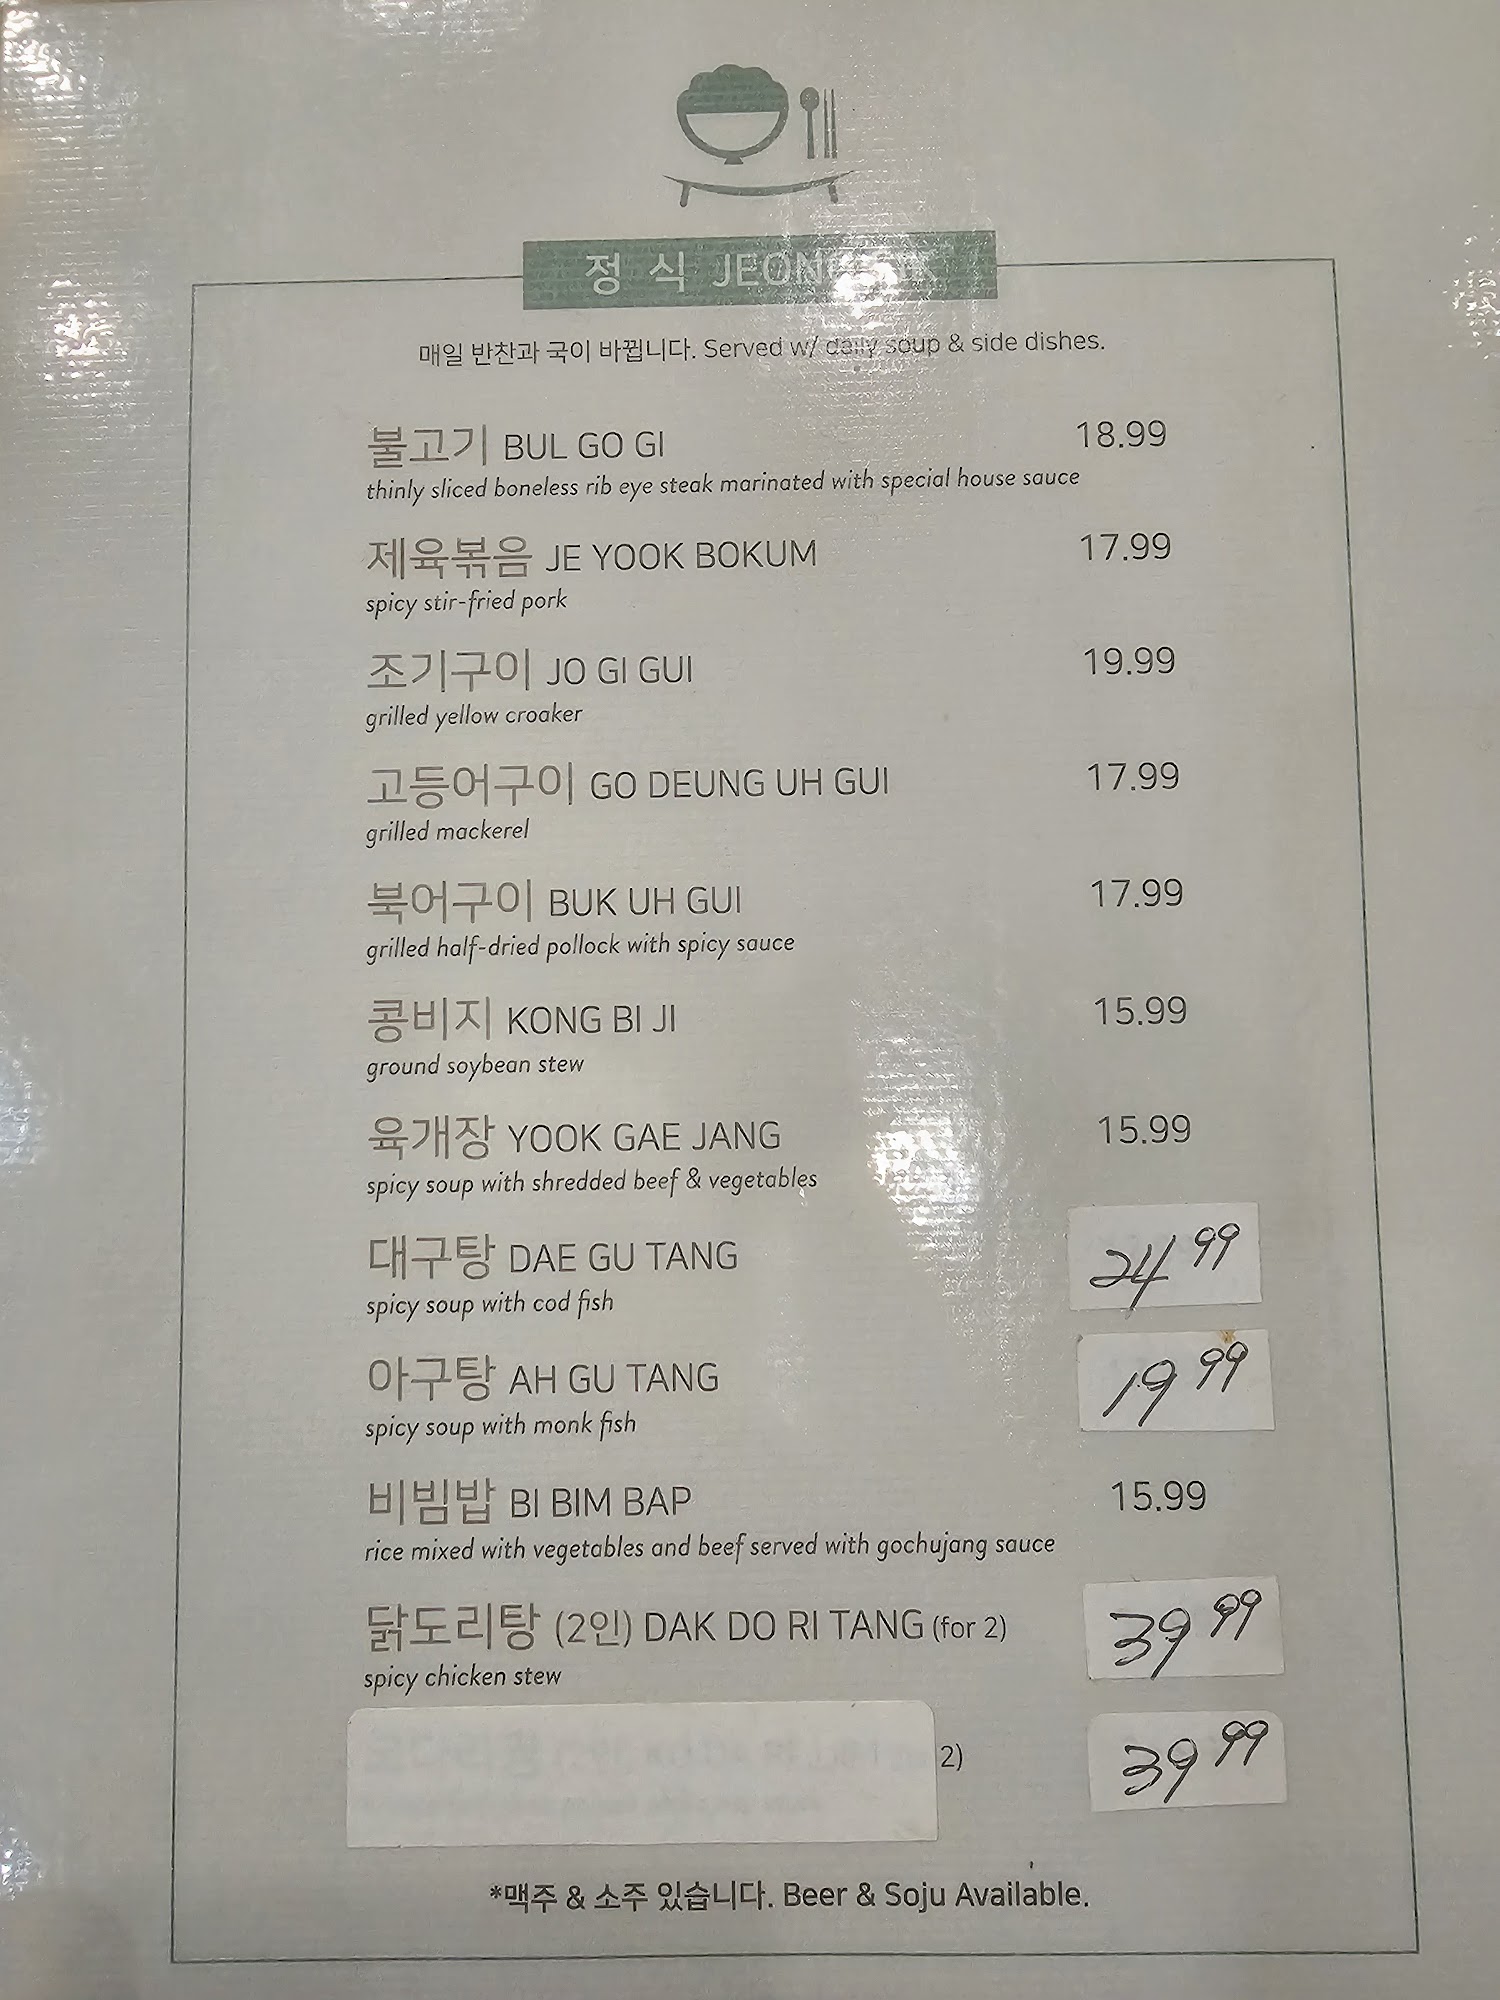 정식
매일 반찬과 국이 바뀝니다. Served w/ daily soup & side dishes.
불고기 BUL GO GI 18.99
thinly sliced boneless rib eye steak marinated with special house sauce
제육볶음 JE YOOK BOKUM 17.99
spicy stir-fried pork
조기구이 JO GI GUI 19.99
grilled yellow croaker
고등어구이 GO DEUNG UH GUI 17.99
grilled mackerel
북어구이 BUK UH GUI 17.99
grilled half-dried pollock with spicy sauce
콩비지 KONG BI JI 15.99
ground soybean stew
육개장 YOOK GAE JANG 15.99
spicy soup with shredded beef & vegetables
대구탕 DAE GU TANG 24 99
spicy soup with cod fish
아구탕 AH GU TANG 19 99
spicy soup with monk fish
비빔밥 BI BIM BAP 15.99
rice mixed with vegetables and beef served with gochujang sauce
닭도리탕 (2인) DAK DO RI TANG (for 2) 39 99
spicy chicken stew
2) 39 99
*맥주 & 소주 있습니다. Beer & Soju Available.